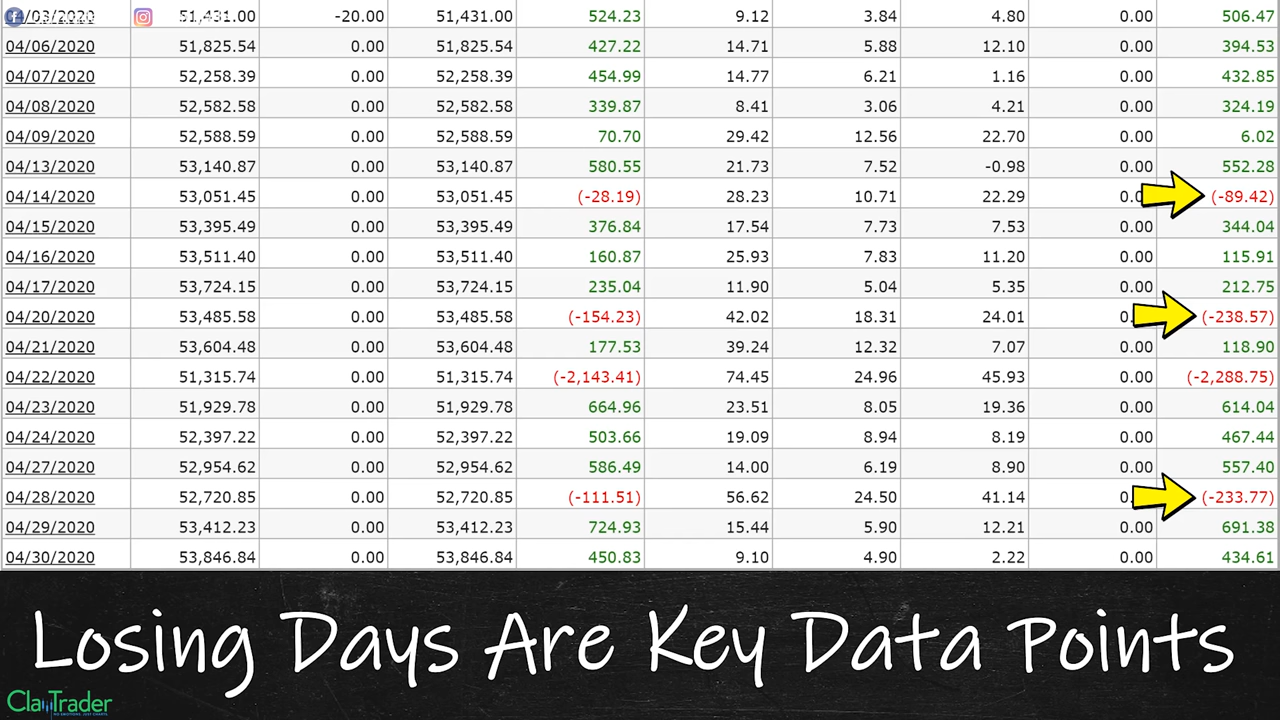 /03/2020 51,431.00 -20.00 51,431.00 524.23 9.12 3.84 4.80 0.00 506.47
04/06/2020 51,825.54 0.00 51,825.54 427.22 14.71 5.88 12.10 0.00 394.53
04/07/2020 52,258.39 0.00 52,258.39 454.99 14.77 6.21 1.16 0.00 432.85
04/08/2020 52,582.58 0.00 52,582.58 339.87 8.41 3.06 4.21 0.00 324.19
04/09/2020 52,588.59 0.00 52,588.59 70.70 29.42 12.56 22.70 0.00 6.02
04/13/2020 53,140.87 0.00 53,140.87 580.55 21.73 7.52 -0.98 0.00 552.28
04/14/2020 53,051.45 0.00 53,051.45 (-28.19) 28.23 10.71 22.29 0.0 (-89.42)
04/15/2020 53,395.49 0.00 53,395.49 376.84 17.54 7.73 7.53 0.00 344.04
04/16/2020 53,511.40 0.00 53,511.40 160.87 25.93 7.83 11.20 0.00 115.91
04/17/2020 53,724.15 0.00 53,724.15 235.04 11.90 5.04 5.35 0.00 212.75
04/20/2020 53,485.58 0.00 53,485.58 (-154.23) 42.02 18.31 24.01 0. (-238.57)
04/21/2020 53,604.48 0.00 53,604.48 177.53 39.24 12.32 7.07 0.00 118.90
04/22/2020 51,315.74 0.00 51,315.74 (-2,143.41) 74.45 24.96 45.93 0.00 (-2,288.75)
04/23/2020 51,929.78 0.00 51,929.78 664.96 23.51 8.05 19.36 0.00 614.04
04/24/2020 52,397.22 0.00 52,397.22 503.66 19.09 8.94 8.19 0.00 467.44
04/27/2020 52,954.62 0.00 52,954.62 586.49 14.00 6.19 8.90 0.00 557.40
04/28/2020 52,720.85 0.00 52,720.85 (-111.51) 56.62 24.50 41.14 0. (-233.77)
04/29/2020 53,412.23 0.00 53,412.23 724.93 15.44 5.90 12.21 0.00 691.38
04/30/2020 53,846.84 0.00 53,846.84 450.83 9.10 4.90 2.22 0.00 434.61
Losing Days Are Key Data Points
ClayTrader
NO EMOTIONS. JUST CHARTS.